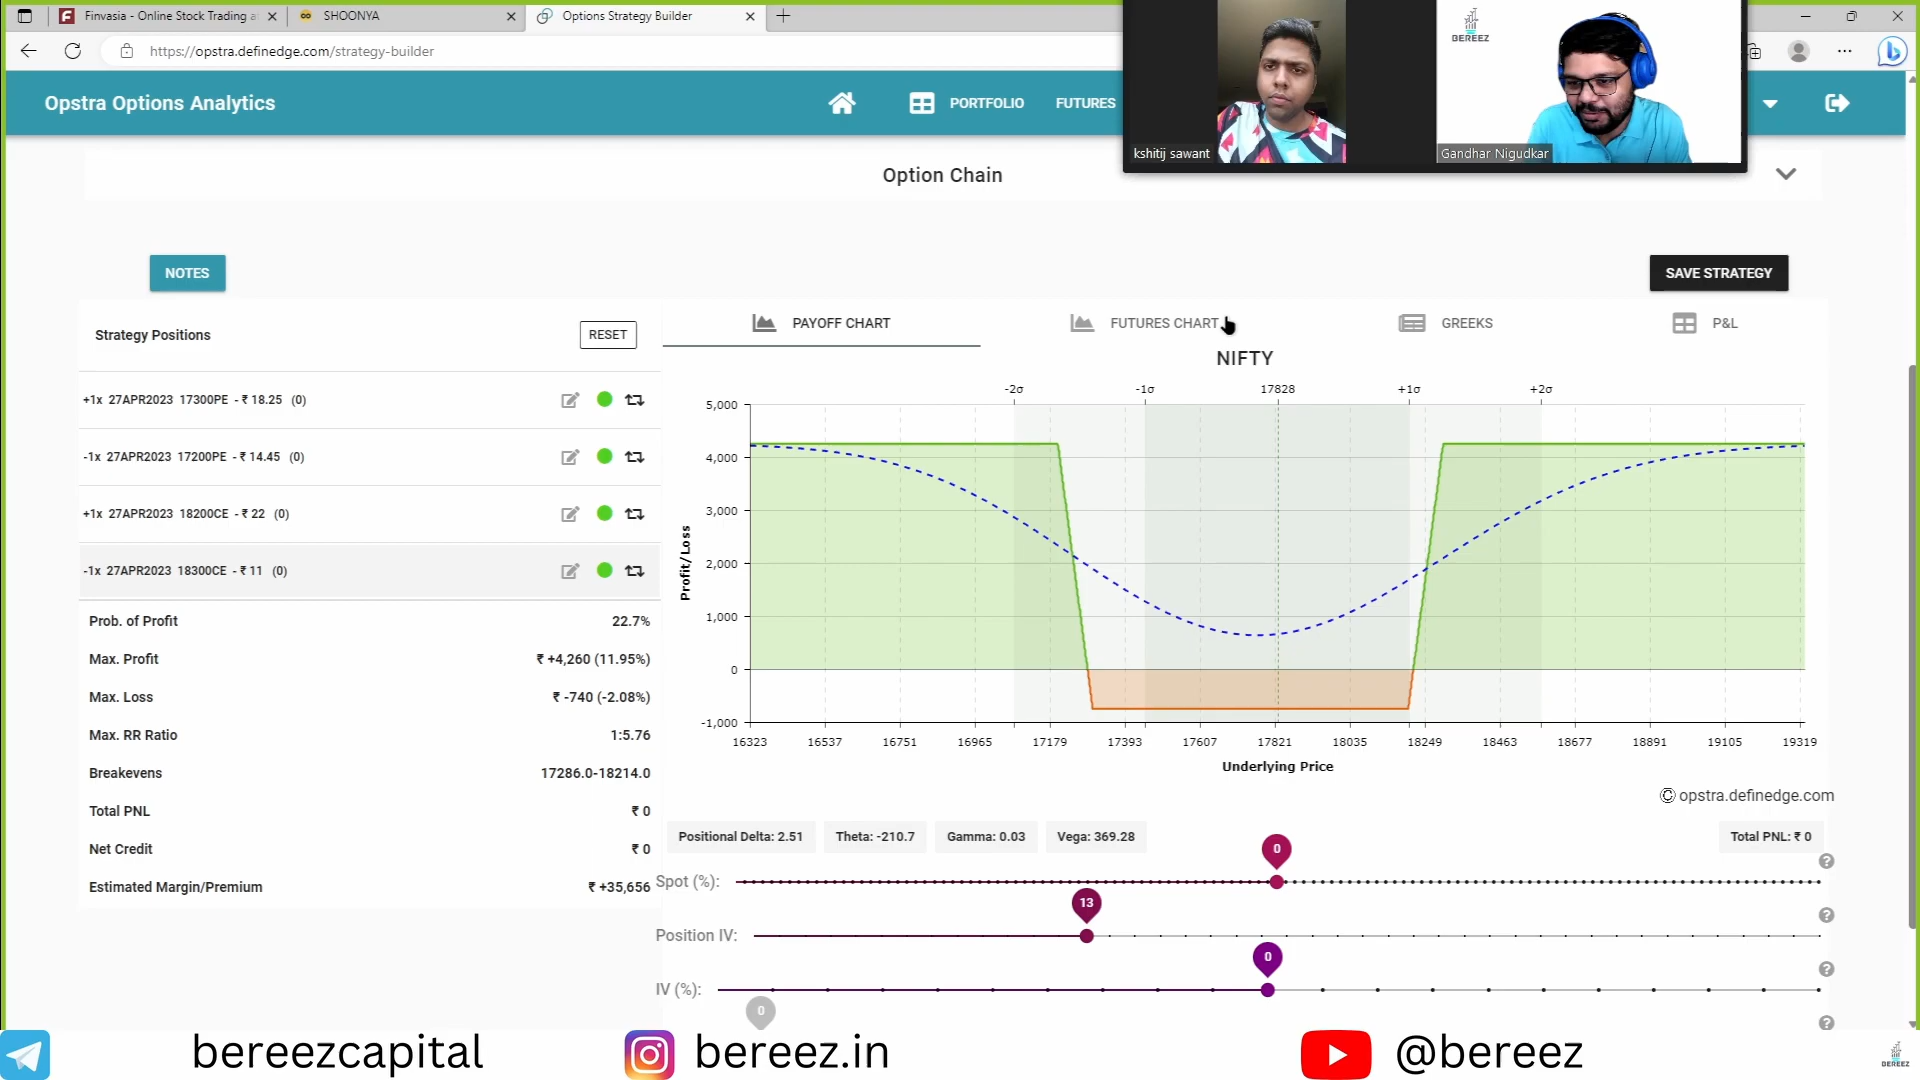 Finvasia - Online Stock Trading a
SHOONYA
Options Strategy Builder
https://opstra.definedge.com/strategy-builder
Opstra Options Analytics
PORTFOLIO
FUTURES
kshitij sawant
Gandhar Nigudkar
BEREEZ
Option Chain
NOTES
SAVE STRATEGY
Strategy Positions
RESET
PAYOFF CHART
FUTURES CHART
GREEKS
P&L
+1x 27APR2023 17300PE - ₹ 18.25 (0)
-1x 27APR2023 17200PE - ₹ 14.45 (0)
+1x 27APR2023 18200CE - ₹ 22 (0)
-1x 27APR2023 18300CE - ₹ 11 (0)
Prob. of Profit 22.7%
Max. Profit ₹ +4,260 (11.95%)
Max. Loss ₹ -740 (-2.08%)
Max. RR Ratio 1:5.76
Breakevens 17286.0-18214.0
Total PNL ₹ 0
Net Credit ₹ 0
Estimated Margin/Premium ₹ +35,656
NIFTY
-2σ -1σ 17828 +1σ +2σ
5,000
4,000
3,000
2,000
1,000
0
-1,000
Profit/Loss
16323 16537 16751 16965 17179 17393 17607 17821 18035 18249 18463 18677 18891 19105 19319
Underlying Price
© opstra.definedge.com
Positional Delta: 2.51 Theta: -210.7 Gamma: 0.03 Vega: 369.28 Total PNL: ₹ 0
0
Spot (%):
13
Position IV:
0
IV (%):
0
bereezcapital
bereez.in
@bereez
BEREEZ